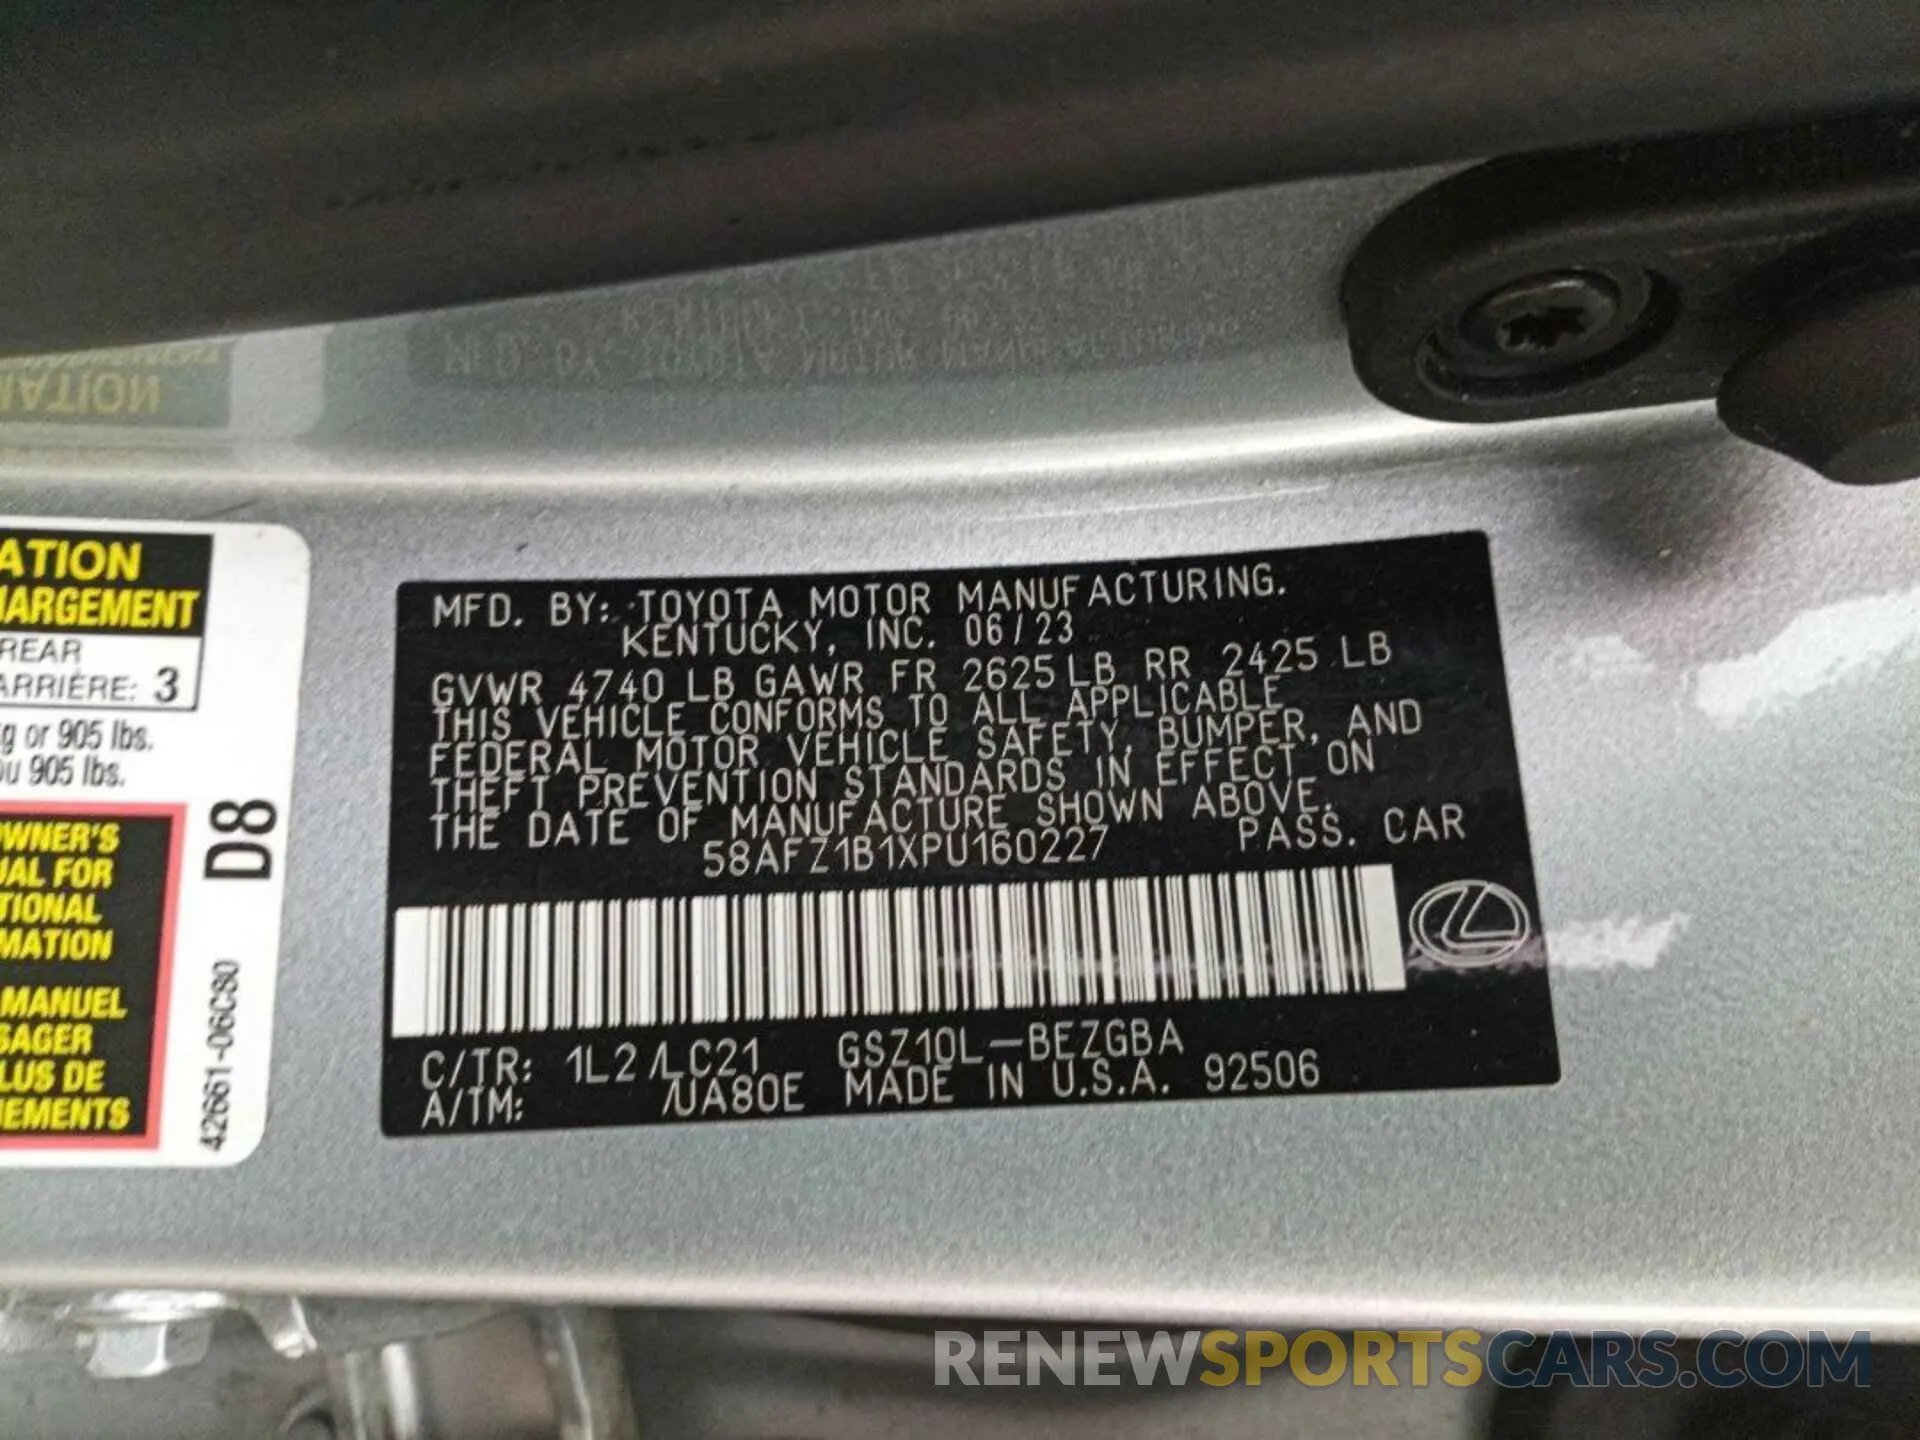 ATION
HARGEMENT
REAR
ARRIÈRE: 3
g or 905 lbs.
ou 905 lbs.
OWNER'S
UAL FOR
TIONAL
MATION
MANUEL
SAGER
LUS DE
NEMENTS
D8
42661-06C80
MFD. BY: TOYOTA MOTOR MANUFACTURING.
KENTUCKY, INC. 06/23
GVWR 4740 LB GAWR FR 2625 LB RR 2425 LB
THIS VEHICLE CONFORMS TO ALL APPLICABLE
FEDERAL MOTOR VEHICLE SAFETY, BUMPER, AND
THEFT PREVENTION STANDARDS IN EFFECT ON
THE DATE OF MANUFACTURE SHOWN ABOVE.
58AFZ1B1XPU160227 PASS. CAR
C/TR: 1L2/LC21 GSZ10L-BEZGBA
A/TM: /UA80E MADE IN U.S.A. 92506
RENEWSPORTSCARS.COM